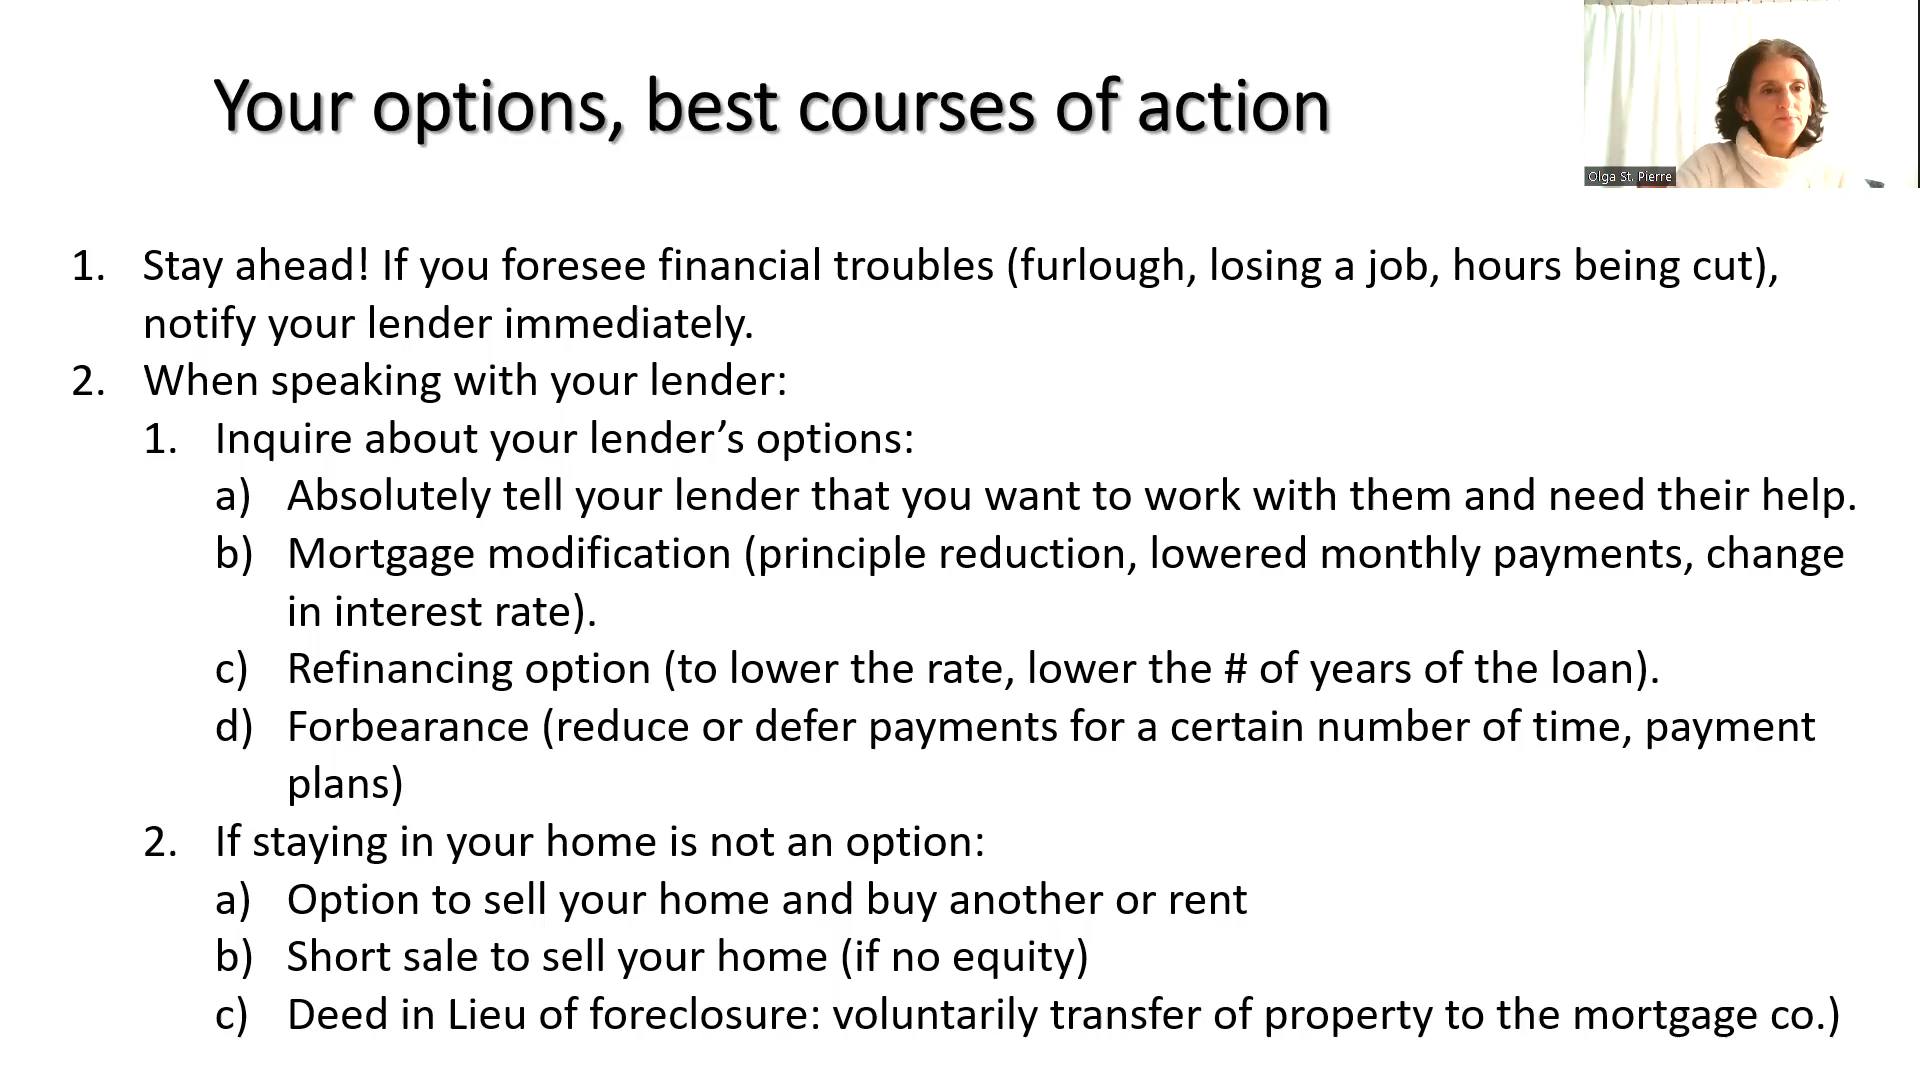 Your options, best courses of action
Olga St. Pierre
1. Stay ahead! If you foresee financial troubles (furlough, losing a job, hours being cut),
notify your lender immediately.
2. When speaking with your lender:
1. Inquire about your lender’s options:
a) Absolutely tell your lender that you want to work with them and need their help.
b) Mortgage modification (principle reduction, lowered monthly payments, change
in interest rate).
c) Refinancing option (to lower the rate, lower the # of years of the loan).
d) Forbearance (reduce or defer payments for a certain number of time, payment
plans)
2. If staying in your home is not an option:
a) Option to sell your home and buy another or rent
b) Short sale to sell your home (if no equity)
c) Deed in Lieu of foreclosure: voluntarily transfer of property to the mortgage co.)